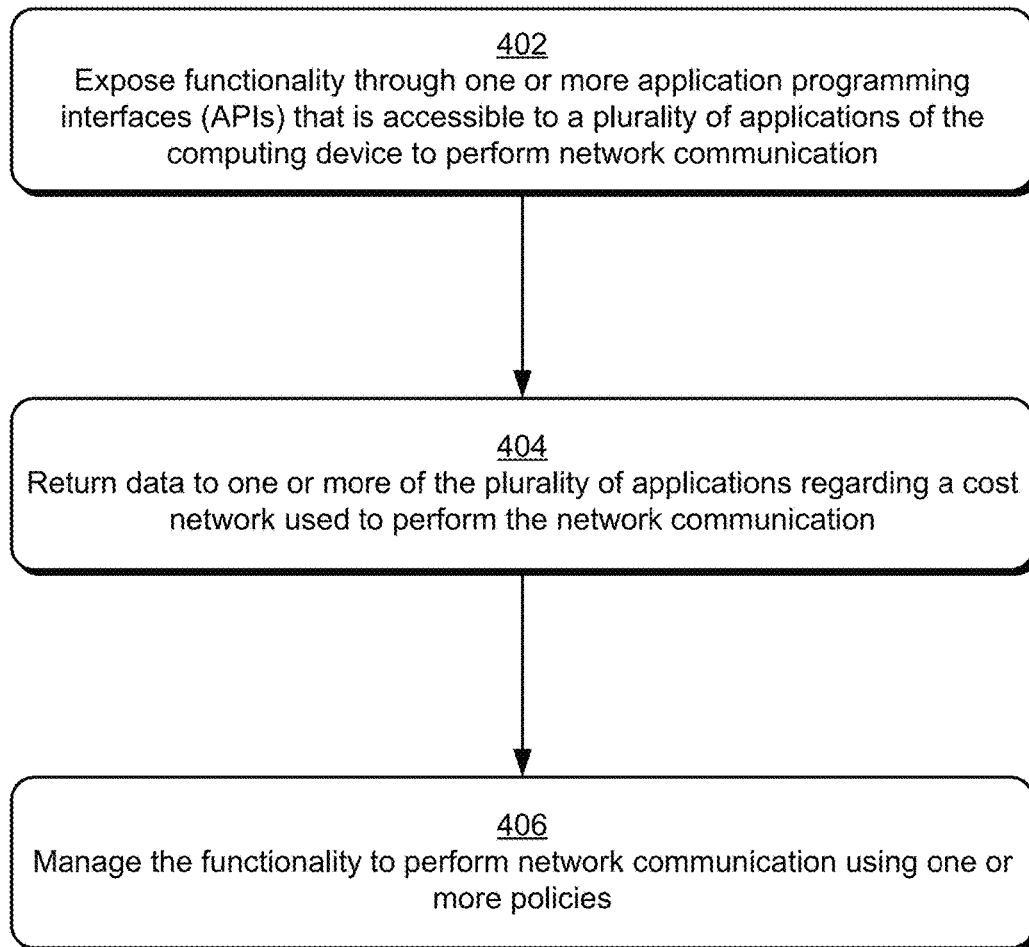 402
Expose functionality through one or more application programming
interfaces (APIs) that is accessible to a plurality of applications of the
computing device to perform network communication
404
Return data to one or more of the plurality of applications regarding a cost
network used to perform the network communication
406
Manage the functionality to perform network communication using one or
more policies